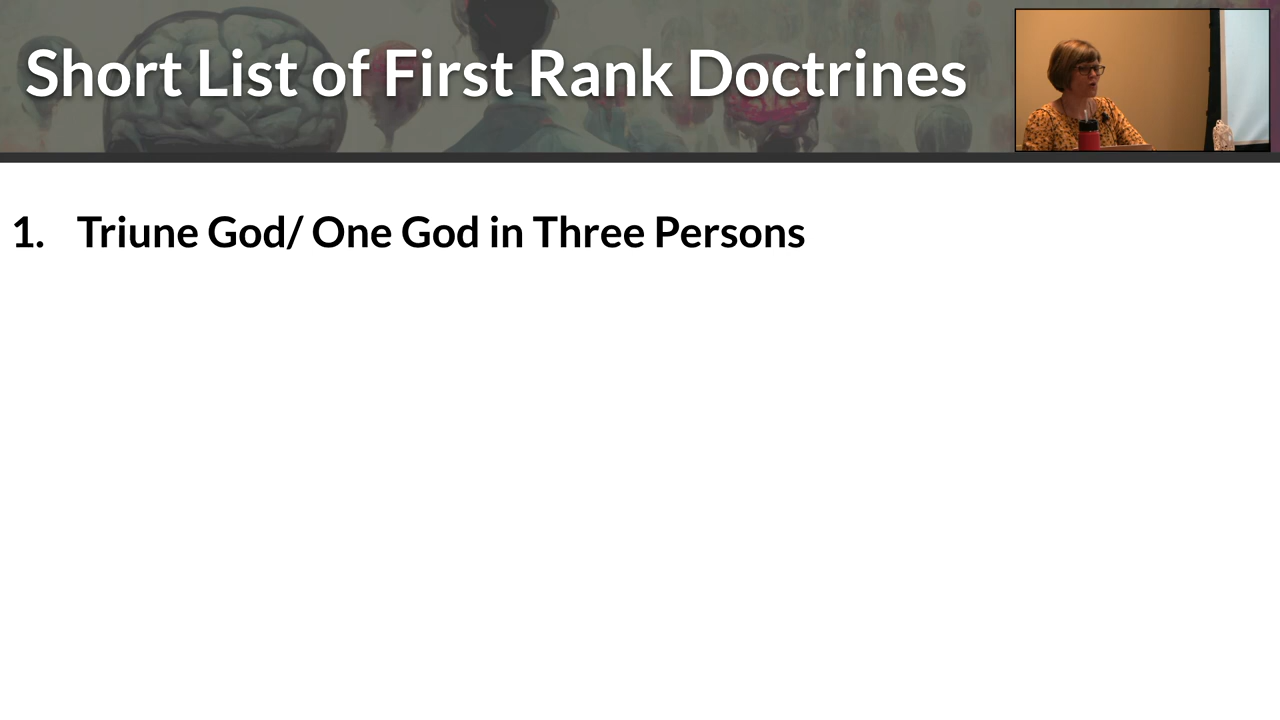 Short List of First Rank Doctrines
1. Triune God/ One God in Three Persons